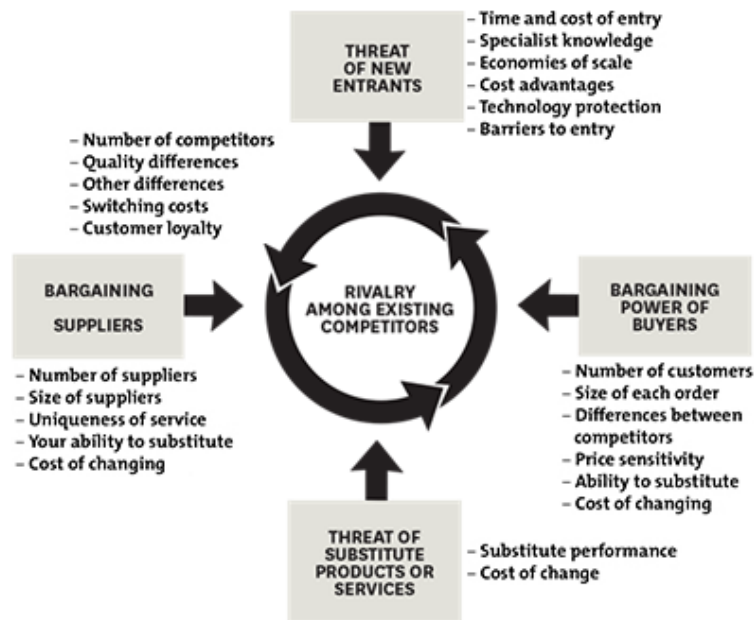 THREAT
OF NEW
ENTRANTS
– Time and cost of entry
– Specialist knowledge
– Economies of scale
– Cost advantages
– Technology protection
– Barriers to entry
– Number of competitors
– Quality differences
– Other differences
– Switching costs
– Customer loyalty
BARGAINING
SUPPLIERS
– Number of suppliers
– Size of suppliers
– Uniqueness of service
– Your ability to substitute
– Cost of changing
RIVALRY
AMONG EXISTING
COMPETITORS
BARGAINING
POWER OF
BUYERS
– Number of customers
– Size of each order
– Differences between
competitors
– Price sensitivity
– Ability to substitute
– Cost of changing
THREAT OF
SUBSTITUTE
PRODUCTS OR
SERVICES
– Substitute performance
– Cost of change